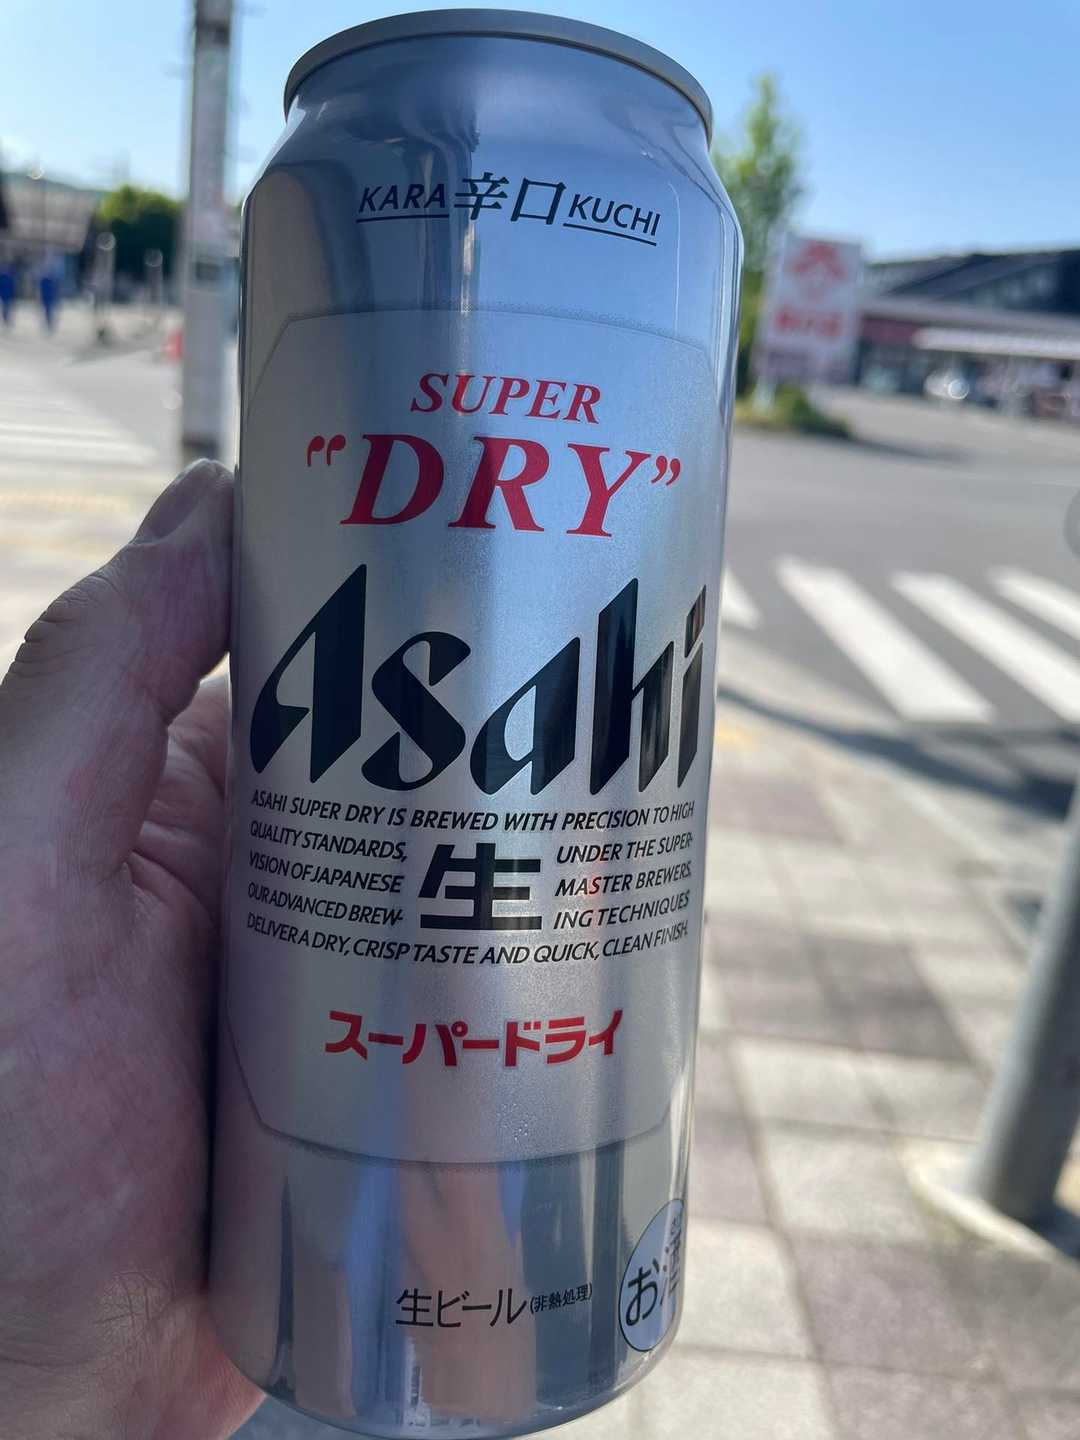 KARA 辛口 KUCHI
SUPER
"DRY"
Asahi
ASAHI SUPER DRY IS BREWED WITH PRECISION TO HIGH
QUALITY STANDARDS, UNDER THE SUPER-
VISION OF JAPANESE MASTER BREWERS.
OUR ADVANCED BREW- ING TECHNIQUES
生
DELIVER A DRY, CRISP TASTE AND QUICK, CLEAN FINISH.
スーパードライ
生ビール(非熱処理)
お酒